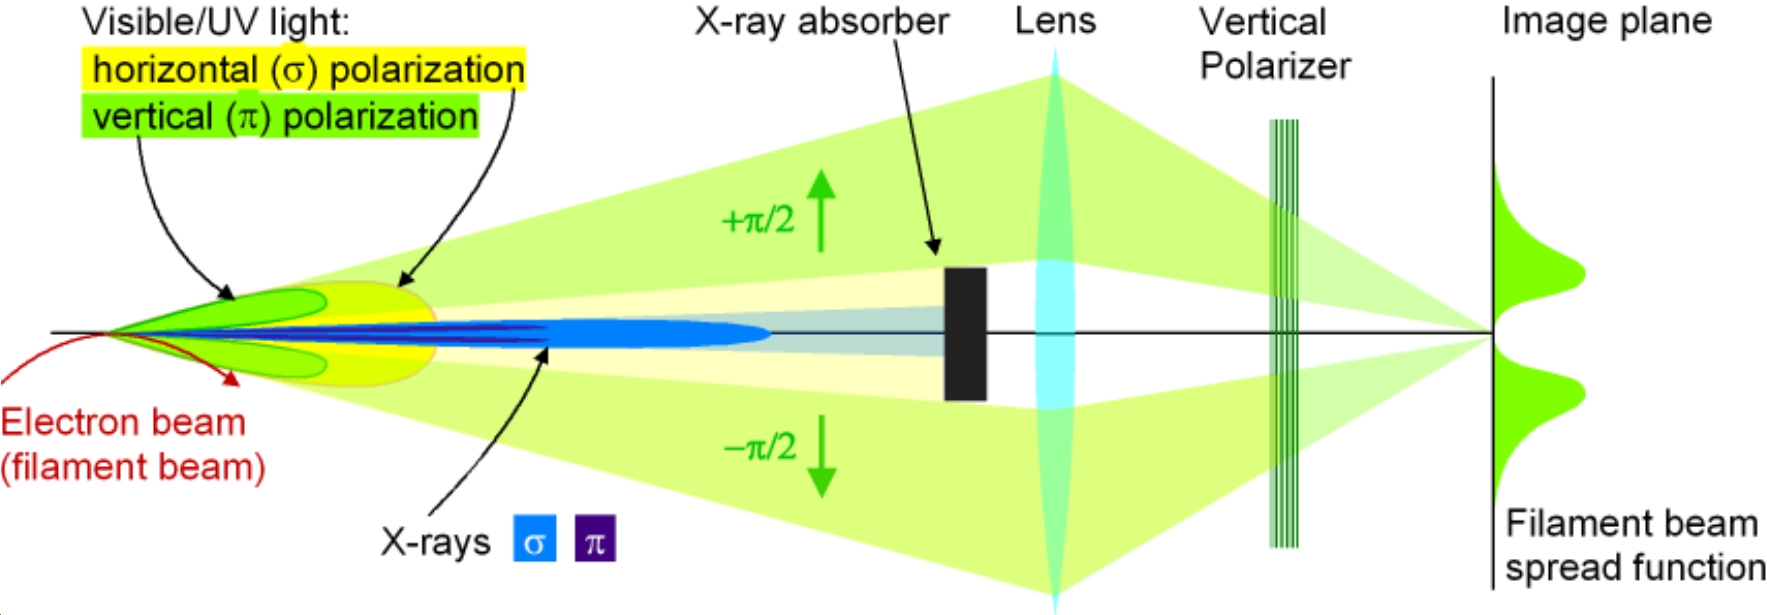 Visible/UV light:
horizontal (σ) polarization
vertical (π) polarization
X-ray absorber
Lens
Vertical
Polarizer
Image plane
+π/2
−π/2
Electron beam
(filament beam)
X-rays σ π
Filament beam
spread function